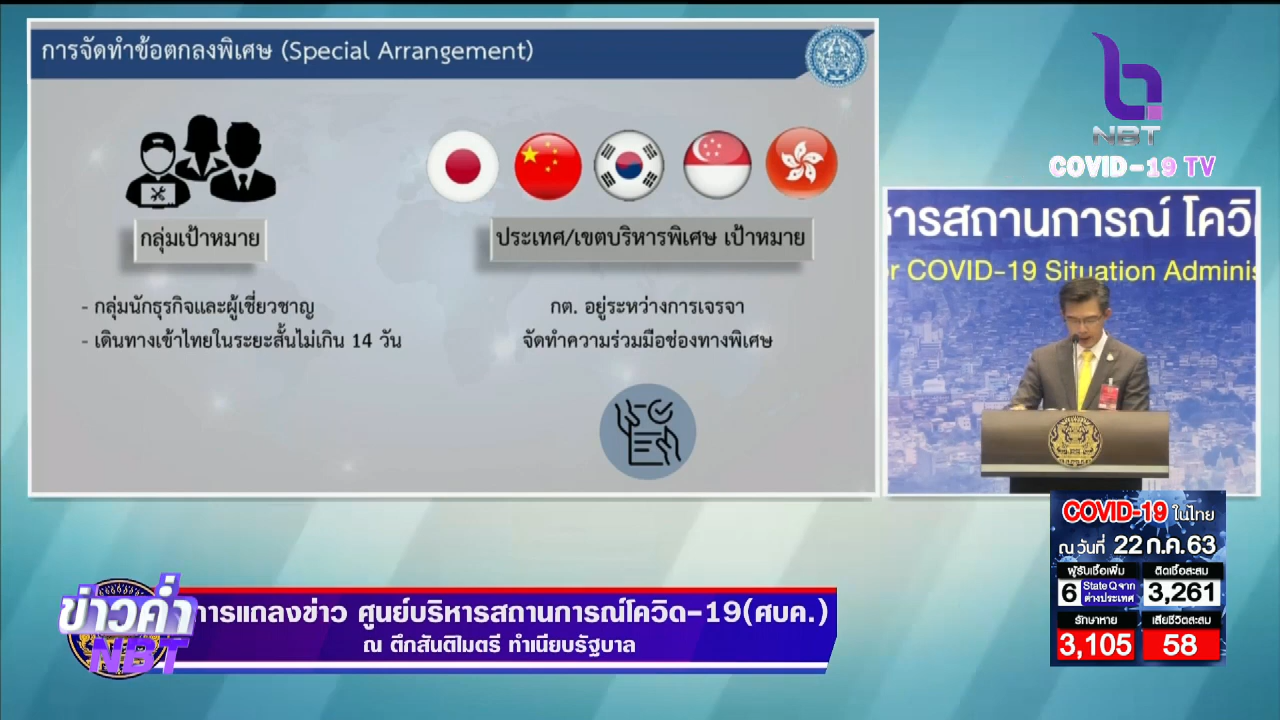 การจัดทำข้อตกลงพิเศษ (Special Arrangement)
กลุ่มเป้าหมาย
- กลุ่มนักธุรกิจและผู้เชี่ยวชาญ
- เดินทางเข้าไทยในระยะสั้นไม่เกิน 14 วัน
ประเทศ/เขตบริหารพิเศษ เป้าหมาย
กต. อยู่ระหว่างการเจรจา
จัดทำความร่วมมือช่องทางพิเศษ
NBT
COVID-19 TV
หารสถานการณ์ โควิ
r COVID-19 Situation Adminis
COVID-19 ในไทย
ณ วันที่ 22 ก.ค.63
ผู้รับเชื้อเพิ่ม
6 State Q จาก
ต่างประเทศ
ติดเชื้อสะสม
3,261
รักษาหาย
3,105
เสียชีวิตสะสม
58
ข่าวค่ำ
NBT
การแถลงข่าว ศูนย์บริหารสถานการณ์โควิด-19(ศบค.)
ณ ตึกสันติไมตรี ทำเนียบรัฐบาล